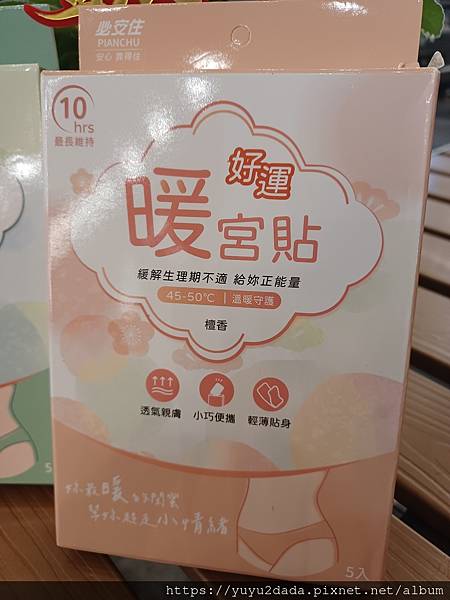 必安住
PIANCHU
安心 靠得住
10
hrs
最長維持
好運
暖宮貼
緩解生理期不適 給妳正能量
45-50°C | 溫暖守護
檀香
透氣親膚 小巧便攜 輕薄貼身
5入
5
https://yuyu2dada.pixnet.net/album